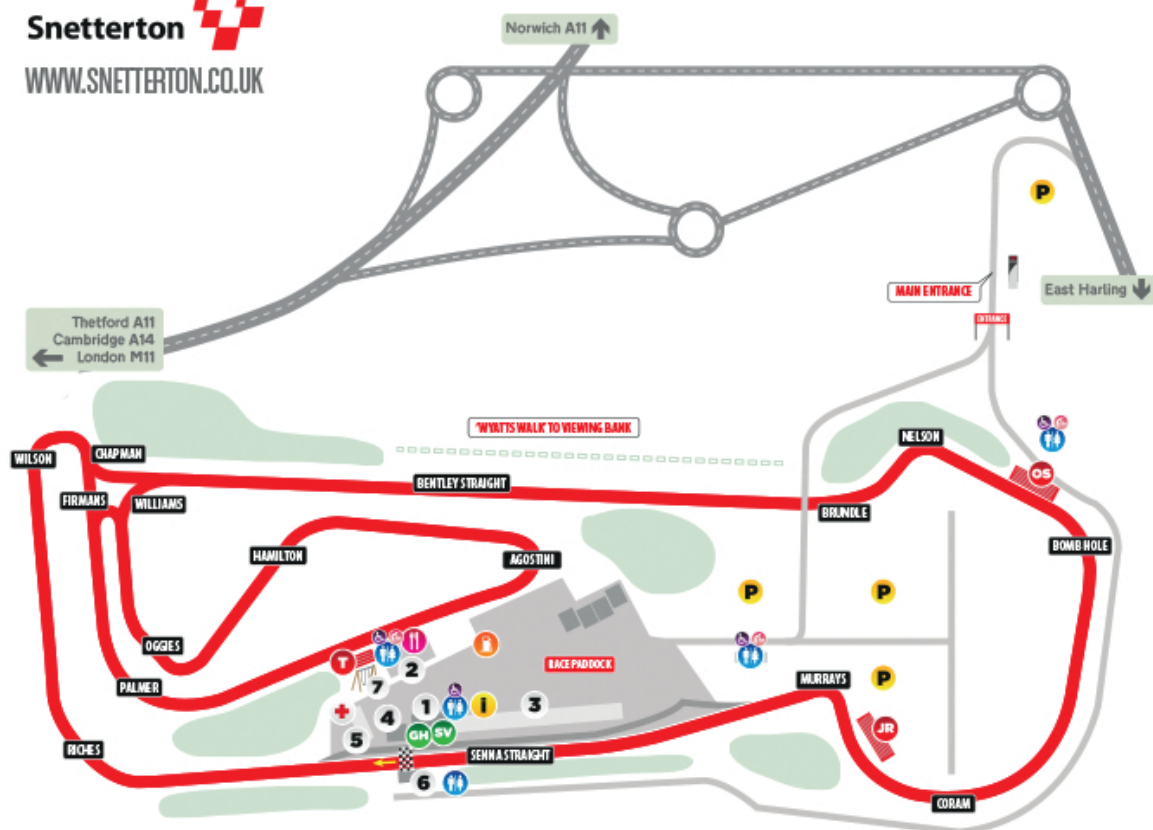 Snetterton
WWW.SNETTERTON.CO.UK
Norwich A11
P
MAIN ENTRANCE
East Harling
ENTRANCE
Thetford A11
Cambridge A14
London M11
'WYATTS WALK' TO VIEWING BANK
NELSON
WILSON
CHAPMAN
OS
BENTLEY STRAIGHT
FIRMANS
WILLIAMS
BRUNDLE
BOMB HOLE
HAMILTON
AGOSTINI
P
P
OGGIES
T
2
RACE PADDOCK
PALMER
7
MURRAYS
P
1
i
3
4
JR
5
GH
SV
RICHES
SENNA STRAIGHT
6
CORAM